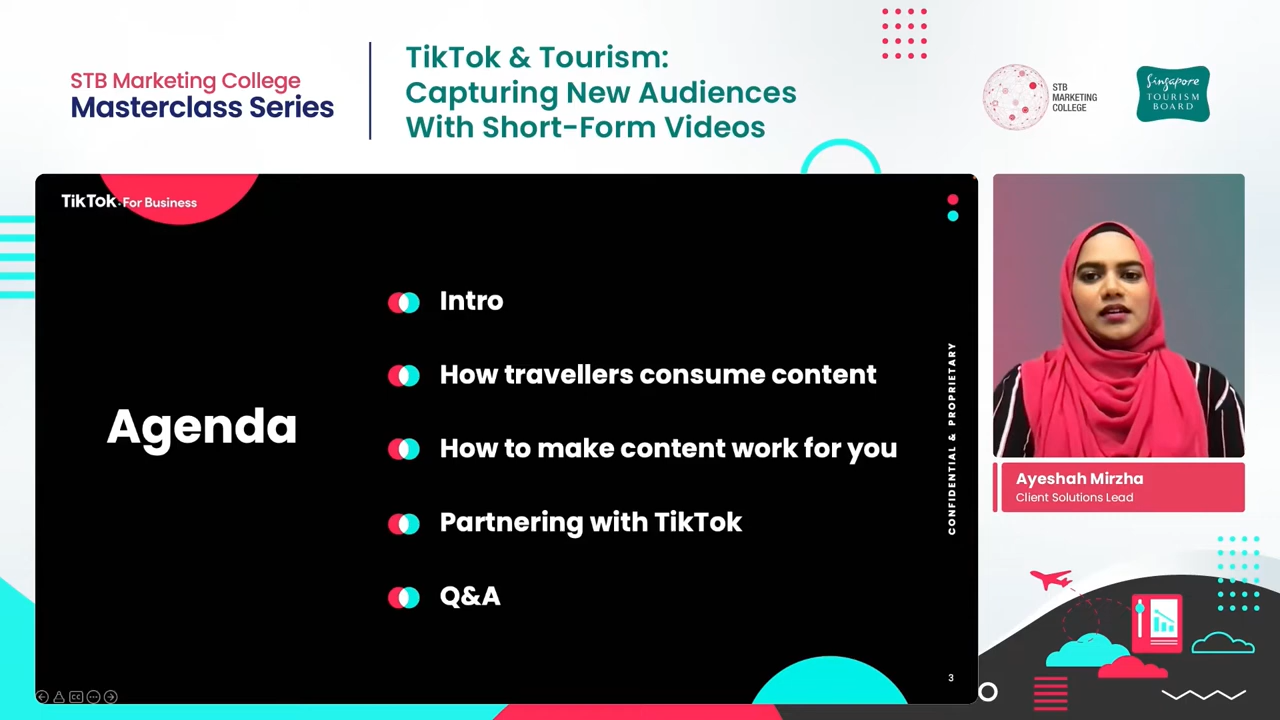 STB Marketing College
Masterclass Series
TikTok & Tourism:
Capturing New Audiences
With Short-Form Videos
STB
MARKETING
COLLEGE
Singapore
TOURISM
BOARD
TikTok: For Business
Agenda
Intro
How travellers consume content
How to make content work for you
Partnering with TikTok
Q&A
CONFIDENTIAL & PROPRIETARY
3
CC
Ayeshah Mirzha
Client Solutions Lead